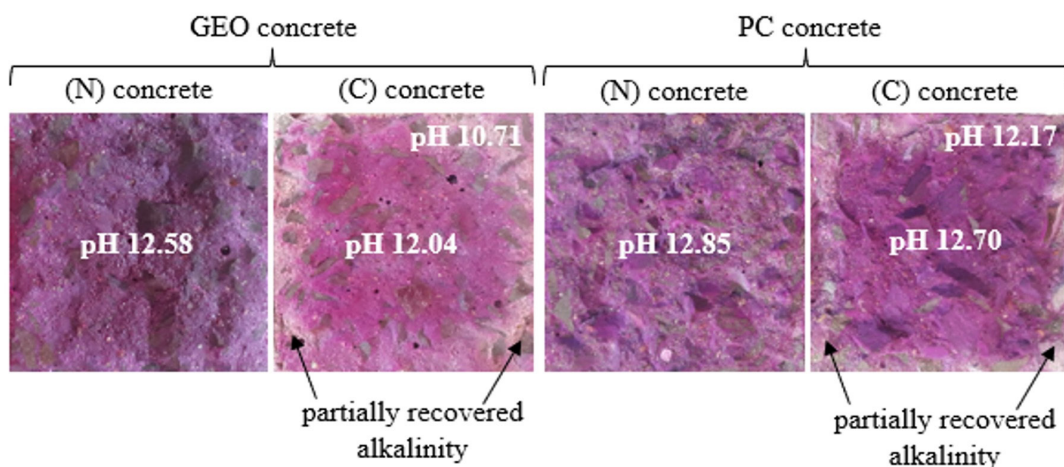 GEO concrete
PC concrete
(N) concrete
(C) concrete
(N) concrete
(C) concrete
pH 10.71
pH 12.17
pH 12.58
pH 12.04
pH 12.85
pH 12.70
partially recovered
alkalinity
partially recovered
alkalinity